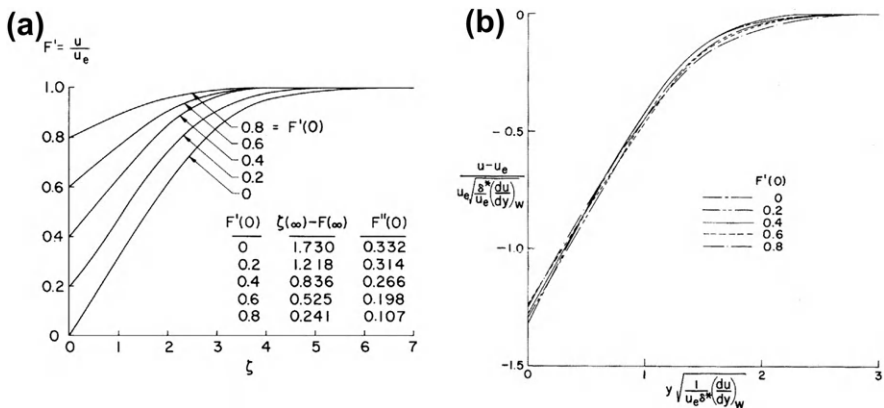 (a)
F' = u/u_e
1.0
0.8
0.6
0.4
0.2
0
0.8 = F'(0)
0.6
0.4
0.2
0
F'(0) ζ(∞)–F(∞) F''(0)
0 1.730 0.332
0.2 1.218 0.314
0.4 0.836 0.266
0.6 0.525 0.198
0.8 0.241 0.107
0 1 2 3 4 5 6 7
ζ
(b)
–0
–0.5
–1.0
–1.5
u–u_e
u_e√(δ*/u_e (du/dy)_w)
F'(0)
0
0.2
0.4
0.6
0.8
0 1 2 3
y√(1/(u_e δ*) (du/dy)_w)